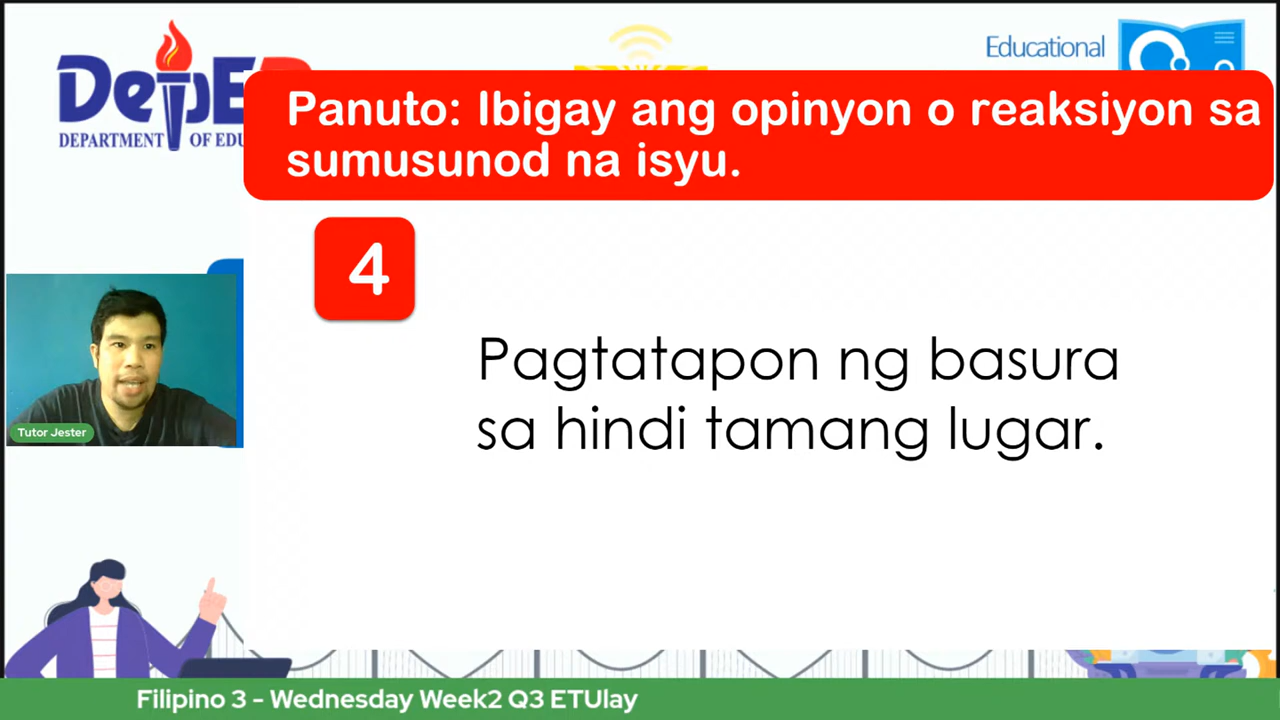 DepE
DEPARTMENT OF EDU
Educational
Panuto: Ibigay ang opinyon o reaksiyon sa
sumusunod na isyu.
4
Pagtatapon ng basura
sa hindi tamang lugar.
Tutor Jester
Filipino 3 - Wednesday Week2 Q3 ETUlay